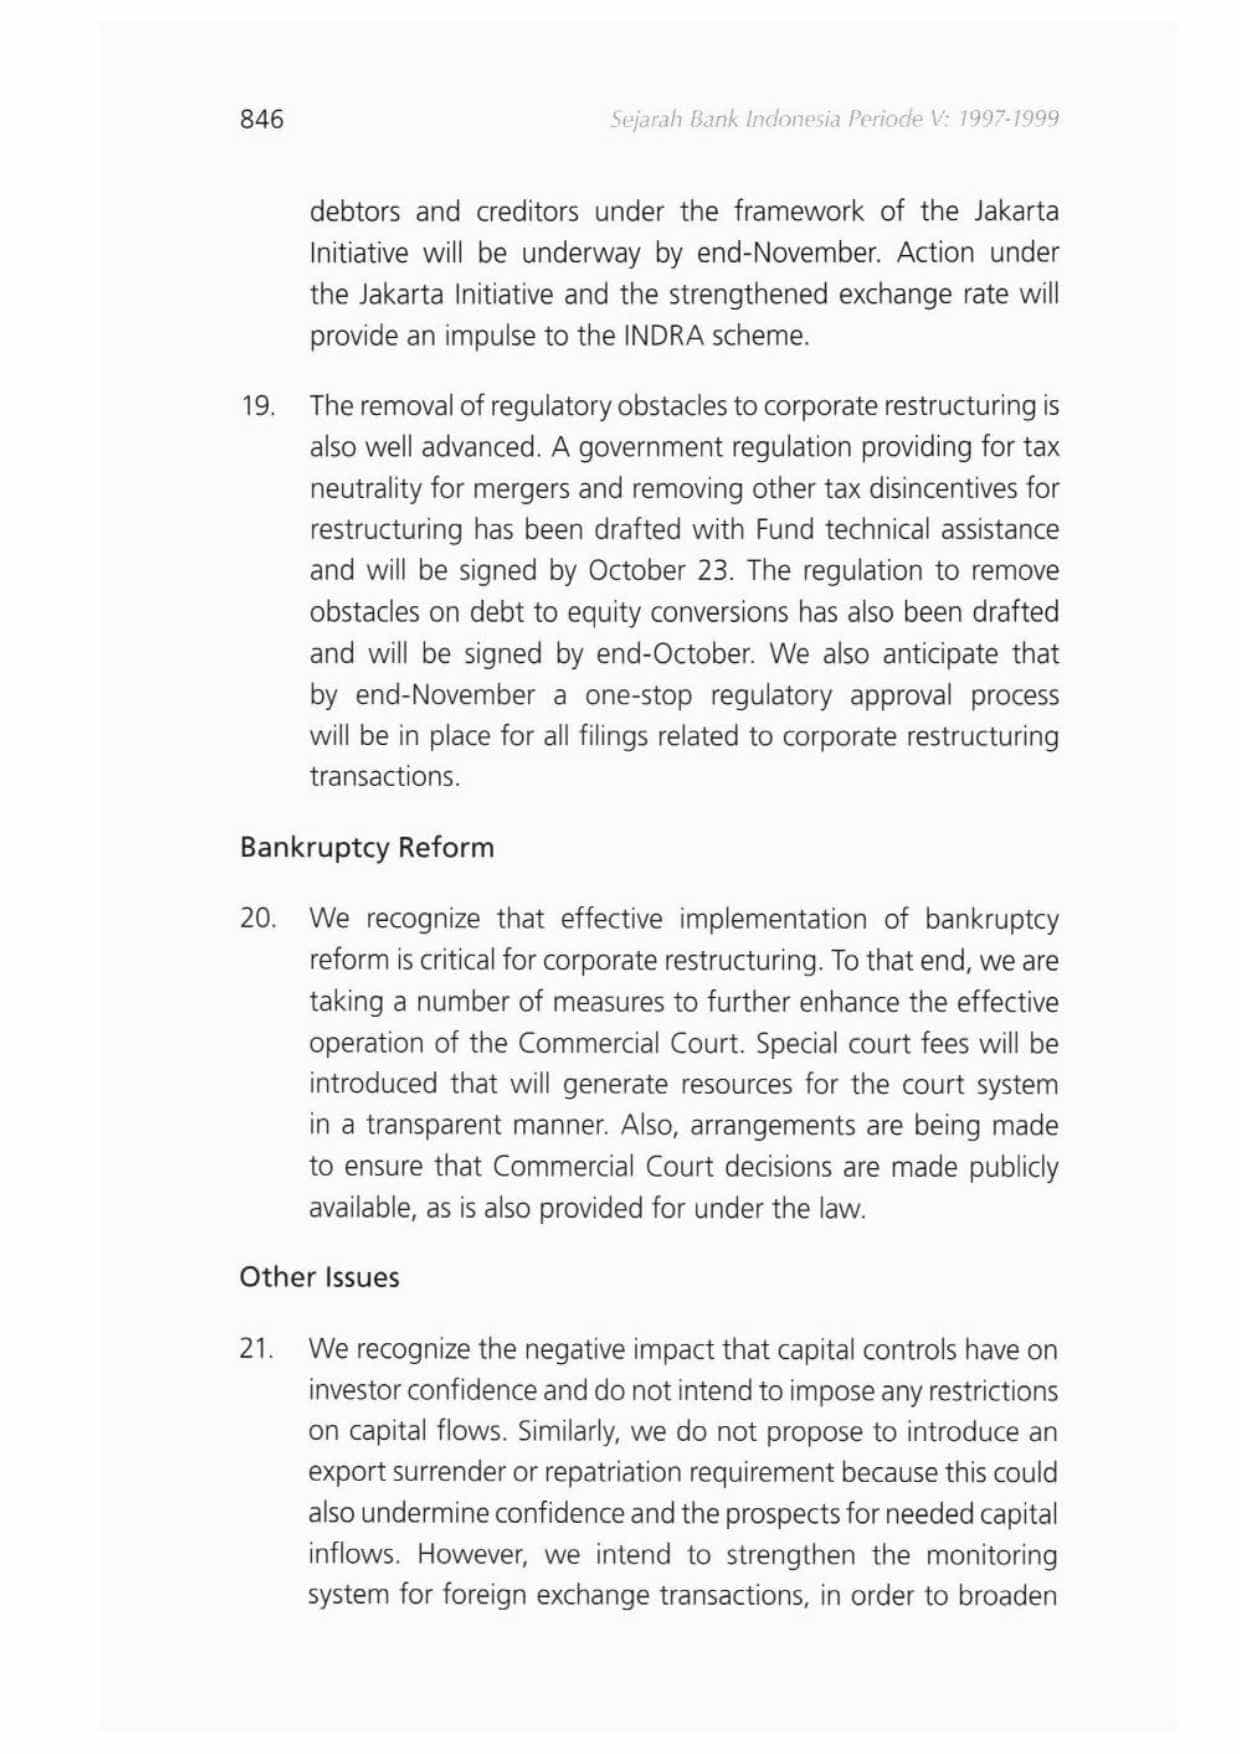 846
Sejarah Bank Indonesia Periode V: 1997-1999
debtors and creditors under the framework of the Jakarta
Initiative will be underway by end-November. Action under
the Jakarta Initiative and the strengthened exchange rate will
provide an impulse to the INDRA scheme.
19. The removal of regulatory obstacles to corporate restructuring is
also well advanced. A government regulation providing for tax
neutrality for mergers and removing other tax disincentives for
restructuring has been drafted with Fund technical assistance
and will be signed by October 23. The regulation to remove
obstacles on debt to equity conversions has also been drafted
and will be signed by end-October. We also anticipate that
by end-November a one-stop regulatory approval process
will be in place for all filings related to corporate restructuring
transactions.
Bankruptcy Reform
20. We recognize that effective implementation of bankruptcy
reform is critical for corporate restructuring. To that end, we are
taking a number of measures to further enhance the effective
operation of the Commercial Court. Special court fees will be
introduced that will generate resources for the court system
in a transparent manner. Also, arrangements are being made
to ensure that Commercial Court decisions are made publicly
available, as is also provided for under the law.
Other Issues
21. We recognize the negative impact that capital controls have on
investor confidence and do not intend to impose any restrictions
on capital flows. Similarly, we do not propose to introduce an
export surrender or repatriation requirement because this could
also undermine confidence and the prospects for needed capital
inflows. However, we intend to strengthen the monitoring
system for foreign exchange transactions, in order to broaden